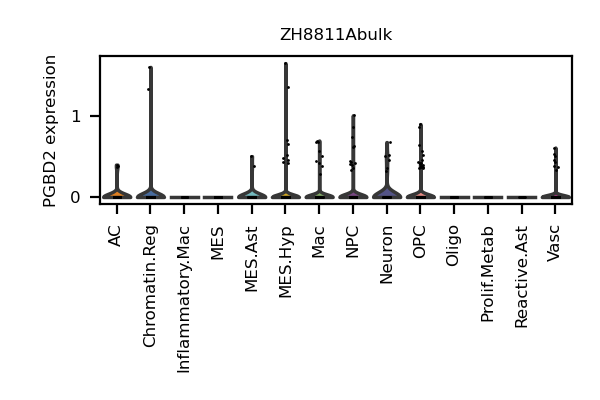 ZH8811Abulk
PGBD2 expression
1
0
AC
Chromatin.Reg
Inflammatory.Mac
MES
MES.Ast
MES.Hyp
Mac
NPC
Neuron
OPC
Oligo
Prolif.Metab
Reactive.Ast
Vasc